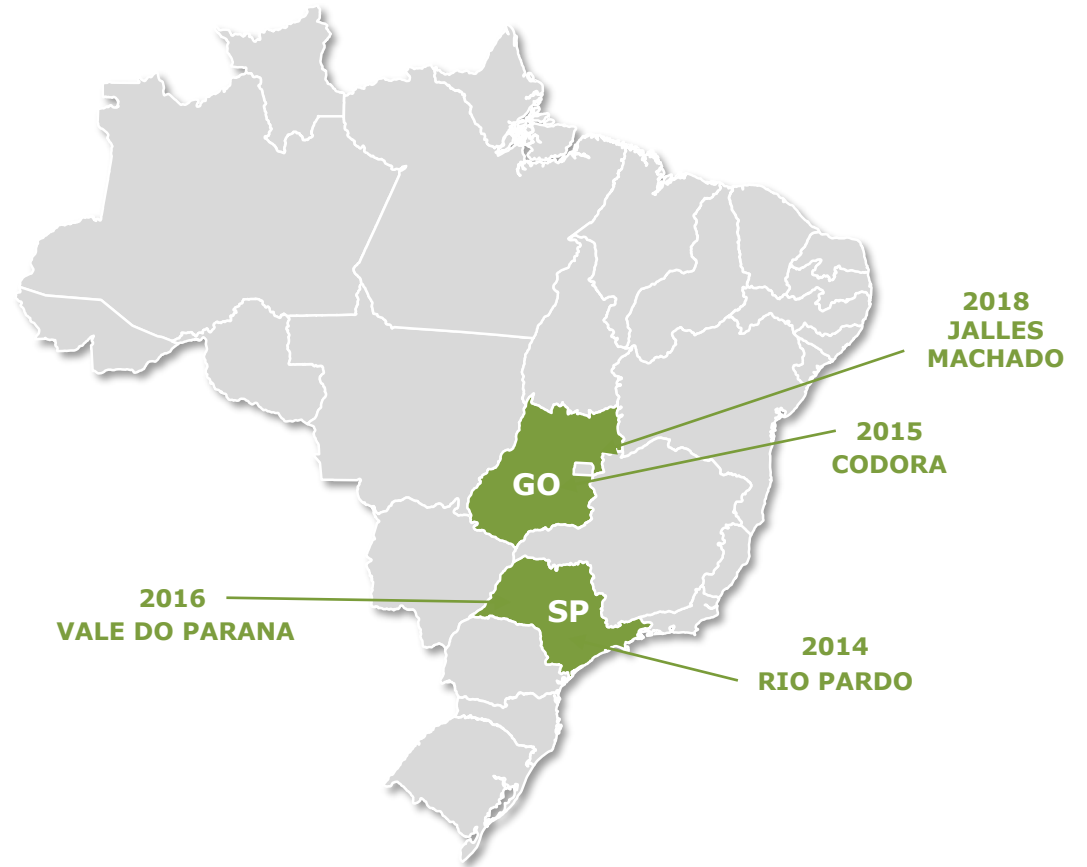 2018
JALLES
MACHADO
2015
CODORA
GO
2016
VALE DO PARANA
SP
2014
RIO PARDO